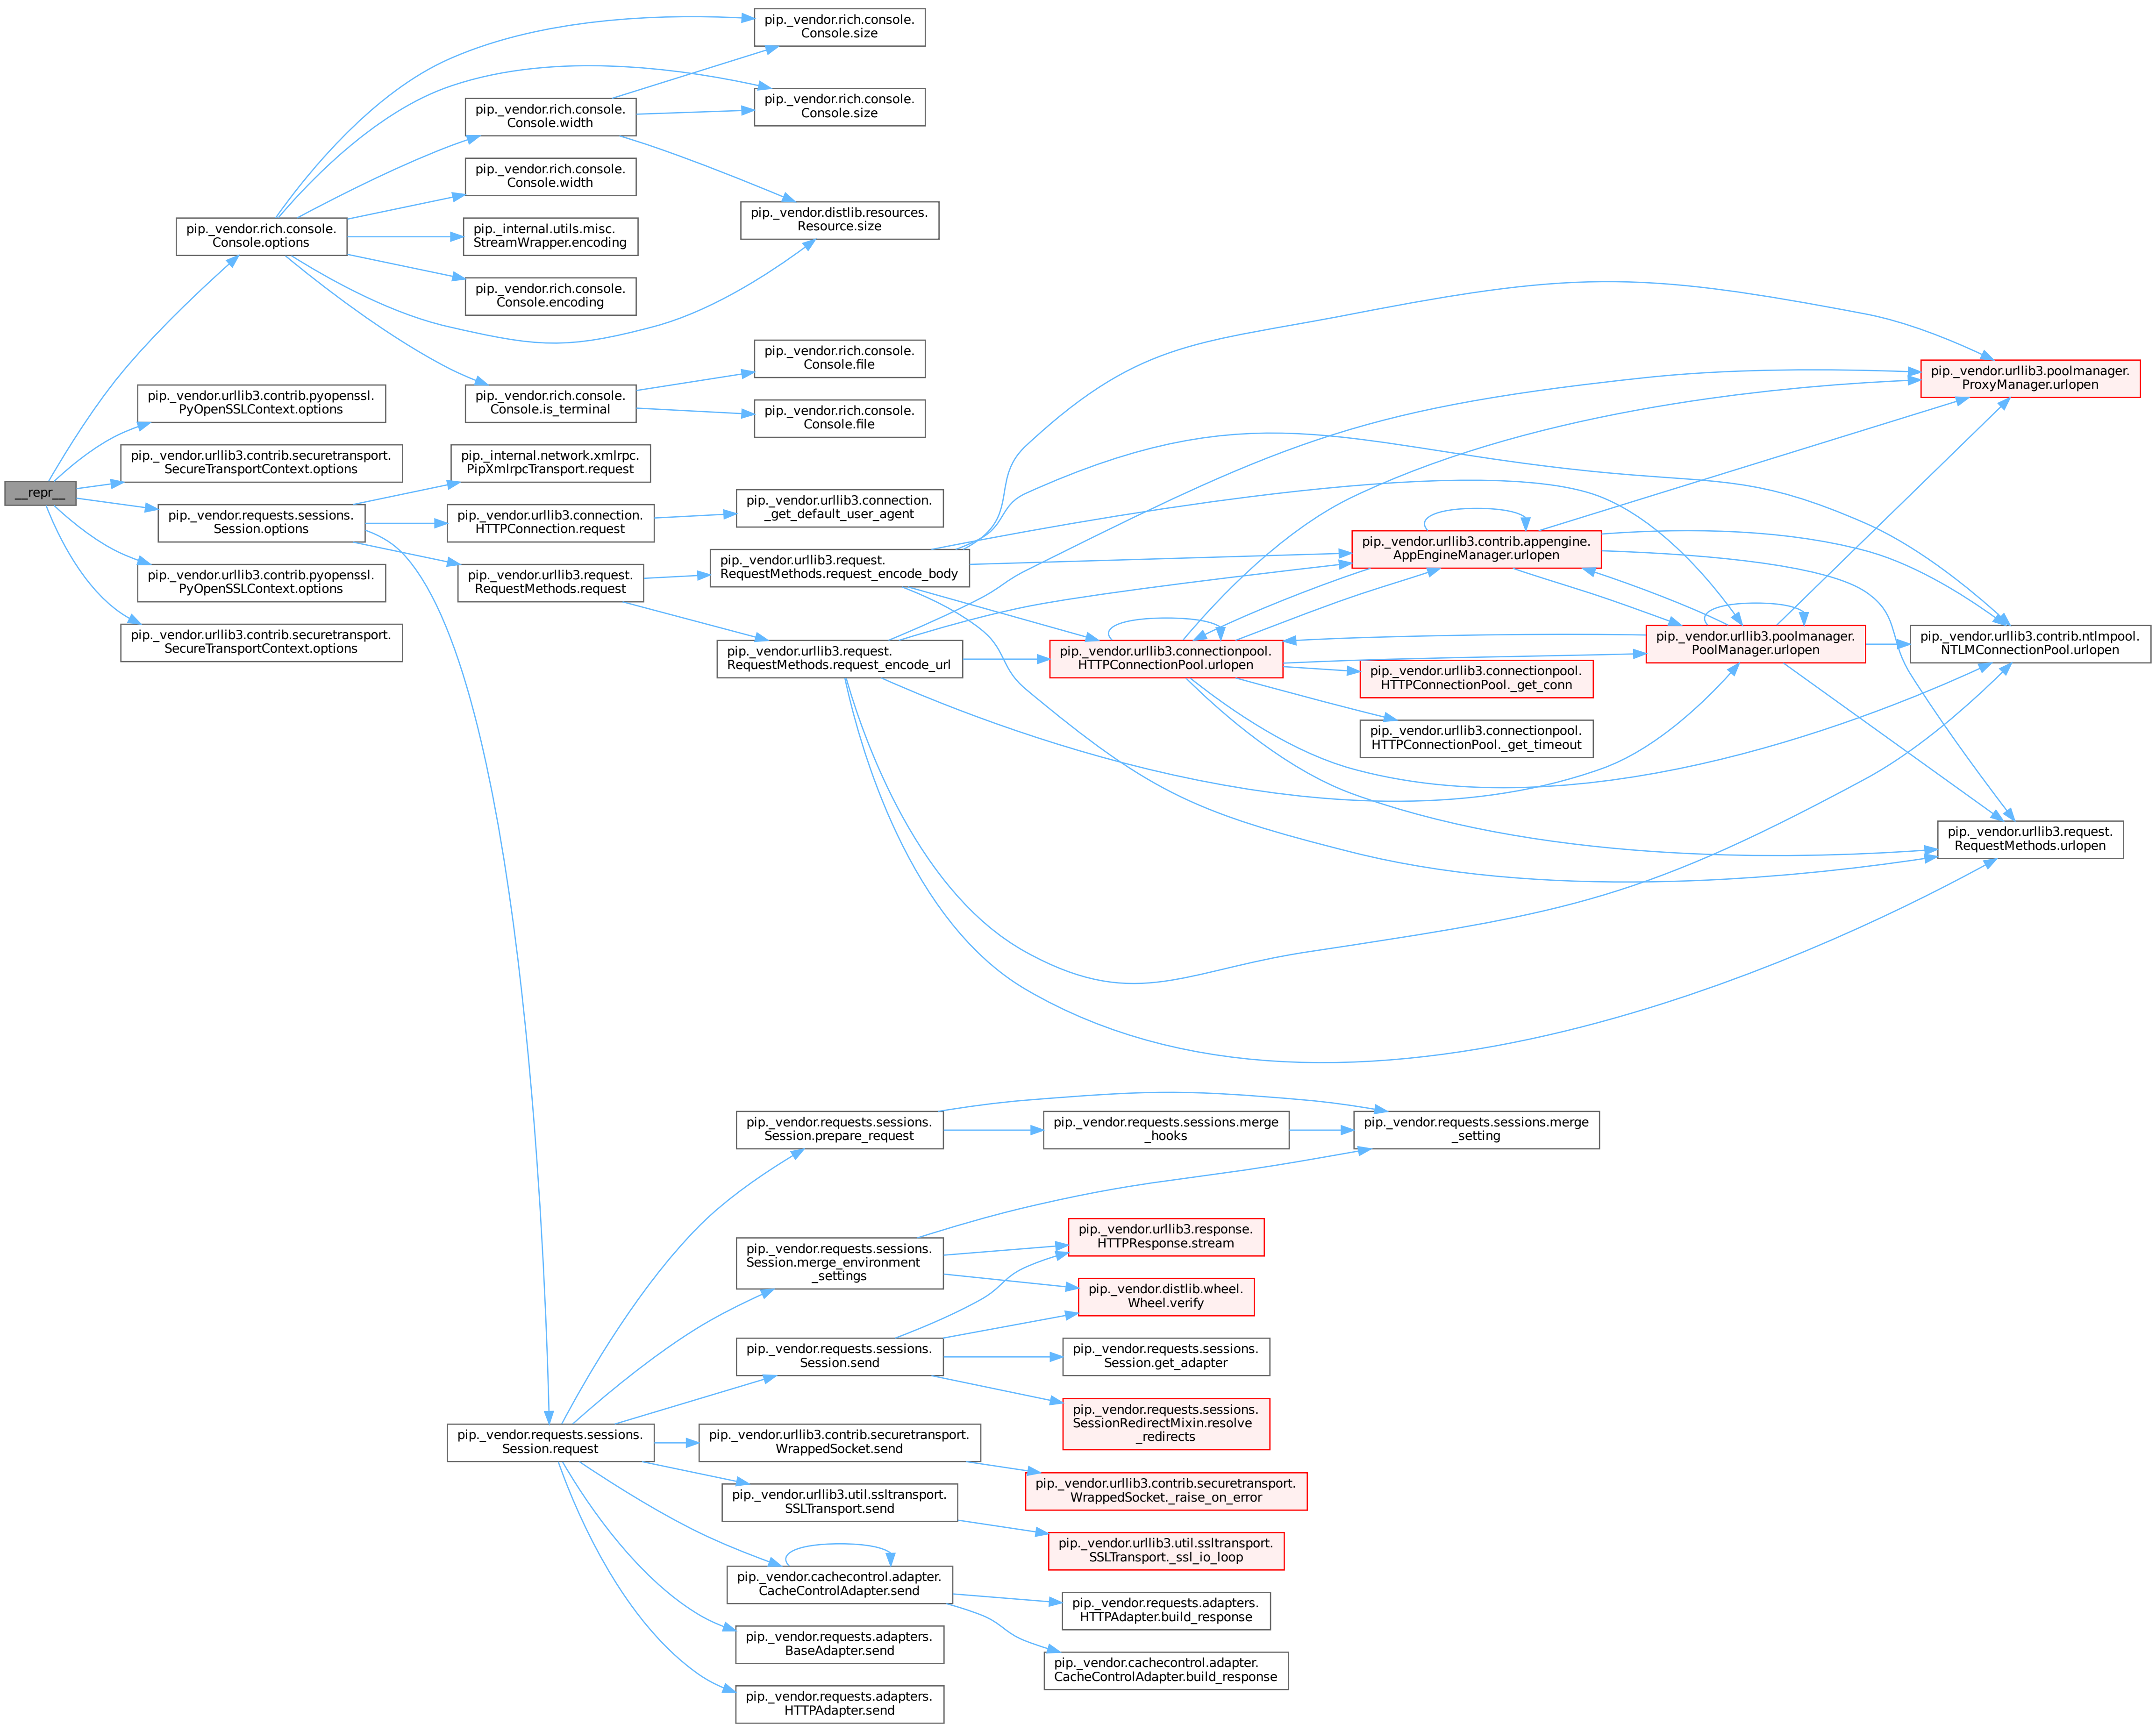 __repr__
pip._vendor.rich.console.
Console.options
pip._vendor.urllib3.contrib.pyopenssl.
PyOpenSSLContext.options
pip._vendor.urllib3.contrib.securetransport.
SecureTransportContext.options
pip._vendor.requests.sessions.
Session.options
pip._vendor.urllib3.contrib.pyopenssl.
PyOpenSSLContext.options
pip._vendor.urllib3.contrib.securetransport.
SecureTransportContext.options
pip._vendor.rich.console.
Console.width
pip._vendor.rich.console.
Console.width
pip._internal.utils.misc.
StreamWrapper.encoding
pip._vendor.rich.console.
Console.encoding
pip._vendor.rich.console.
Console.is_terminal
pip._internal.network.xmlrpc.
PipXmlrpcTransport.request
pip._vendor.urllib3.connection.
HTTPConnection.request
pip._vendor.urllib3.request.
RequestMethods.request
pip._vendor.requests.sessions.
Session.request
pip._vendor.rich.console.
Console.size
pip._vendor.rich.console.
Console.size
pip._vendor.distlib.resources.
Resource.size
pip._vendor.rich.console.
Console.file
pip._vendor.rich.console.
Console.file
pip._vendor.urllib3.connection.
_get_default_user_agent
pip._vendor.urllib3.request.
RequestMethods.request_encode_body
pip._vendor.urllib3.request.
RequestMethods.request_encode_url
pip._vendor.urllib3.connectionpool.
HTTPConnectionPool.urlopen
pip._vendor.urllib3.contrib.appengine.
AppEngineManager.urlopen
pip._vendor.urllib3.connectionpool.
HTTPConnectionPool._get_conn
pip._vendor.urllib3.connectionpool.
HTTPConnectionPool._get_timeout
pip._vendor.urllib3.poolmanager.
PoolManager.urlopen
pip._vendor.urllib3.poolmanager.
ProxyManager.urlopen
pip._vendor.urllib3.contrib.ntlmpool.
NTLMConnectionPool.urlopen
pip._vendor.urllib3.request.
RequestMethods.urlopen
pip._vendor.requests.sessions.
Session.prepare_request
pip._vendor.requests.sessions.merge
_hooks
pip._vendor.requests.sessions.merge
_setting
pip._vendor.requests.sessions.
Session.merge_environment
_settings
pip._vendor.urllib3.response.
HTTPResponse.stream
pip._vendor.distlib.wheel.
Wheel.verify
pip._vendor.requests.sessions.
Session.send
pip._vendor.requests.sessions.
Session.get_adapter
pip._vendor.requests.sessions.
SessionRedirectMixin.resolve
_redirects
pip._vendor.urllib3.contrib.securetransport.
WrappedSocket.send
pip._vendor.urllib3.contrib.securetransport.
WrappedSocket._raise_on_error
pip._vendor.urllib3.util.ssltransport.
SSLTransport.send
pip._vendor.urllib3.util.ssltransport.
SSLTransport._ssl_io_loop
pip._vendor.cachecontrol.adapter.
CacheControlAdapter.send
pip._vendor.requests.adapters.
HTTPAdapter.build_response
pip._vendor.cachecontrol.adapter.
CacheControlAdapter.build_response
pip._vendor.requests.adapters.
BaseAdapter.send
pip._vendor.requests.adapters.
HTTPAdapter.send